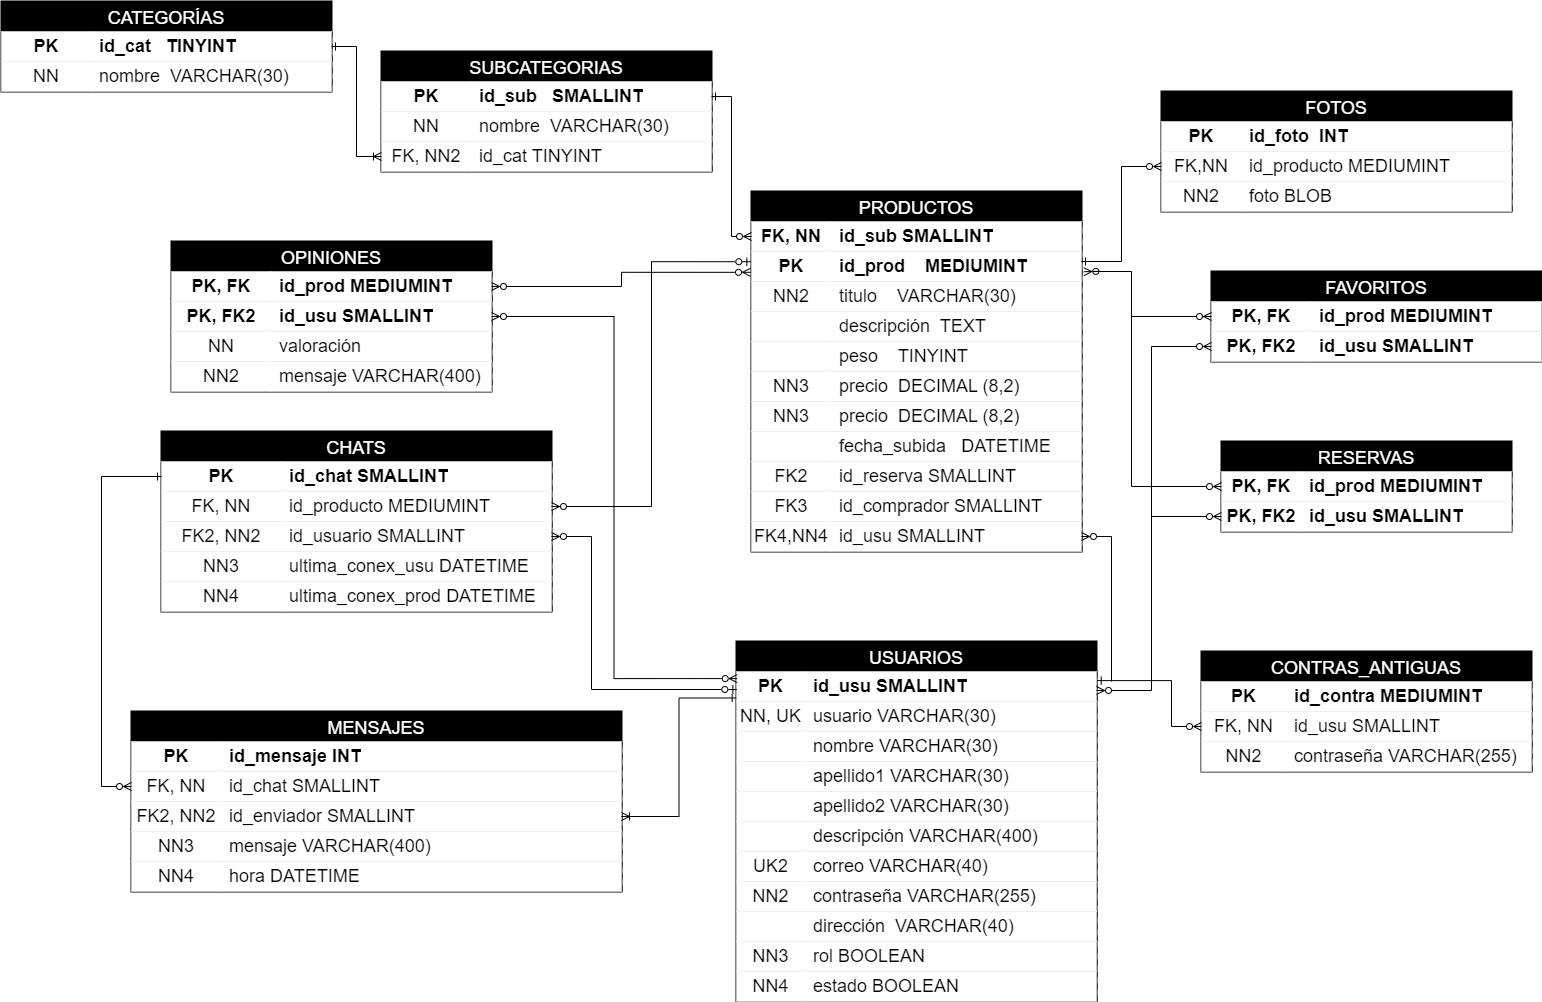 CATEGORÍAS
PK id_cat TINYINT
NN nombre VARCHAR(30)
SUBCATEGORIAS
PK id_sub SMALLINT
NN nombre VARCHAR(30)
FK, NN2 id_cat TINYINT
FOTOS
PK id_foto INT
FK,NN id_producto MEDIUMINT
NN2 foto BLOB
PRODUCTOS
FK, NN id_sub SMALLINT
PK id_prod MEDIUMINT
NN2 titulo VARCHAR(30)
descripción TEXT
peso TINYINT
NN3 precio DECIMAL (8,2)
NN3 precio DECIMAL (8,2)
fecha_subida DATETIME
FK2 id_reserva SMALLINT
FK3 id_comprador SMALLINT
FK4,NN4 id_usu SMALLINT
OPINIONES
PK, FK id_prod MEDIUMINT
PK, FK2 id_usu SMALLINT
NN valoración
NN2 mensaje VARCHAR(400)
FAVORITOS
PK, FK id_prod MEDIUMINT
PK, FK2 id_usu SMALLINT
CHATS
PK id_chat SMALLINT
FK, NN id_producto MEDIUMINT
FK2, NN2 id_usuario SMALLINT
NN3 ultima_conex_usu DATETIME
NN4 ultima_conex_prod DATETIME
RESERVAS
PK, FK id_prod MEDIUMINT
PK, FK2 id_usu SMALLINT
USUARIOS
PK id_usu SMALLINT
NN, UK usuario VARCHAR(30)
nombre VARCHAR(30)
apellido1 VARCHAR(30)
apellido2 VARCHAR(30)
descripción VARCHAR(400)
UK2 correo VARCHAR(40)
NN2 contraseña VARCHAR(255)
dirección VARCHAR(40)
NN3 rol BOOLEAN
NN4 estado BOOLEAN
CONTRAS_ANTIGUAS
PK id_contra MEDIUMINT
FK, NN id_usu SMALLINT
NN2 contraseña VARCHAR(255)
MENSAJES
PK id_mensaje INT
FK, NN id_chat SMALLINT
FK2, NN2 id_enviador SMALLINT
NN3 mensaje VARCHAR(400)
NN4 hora DATETIME